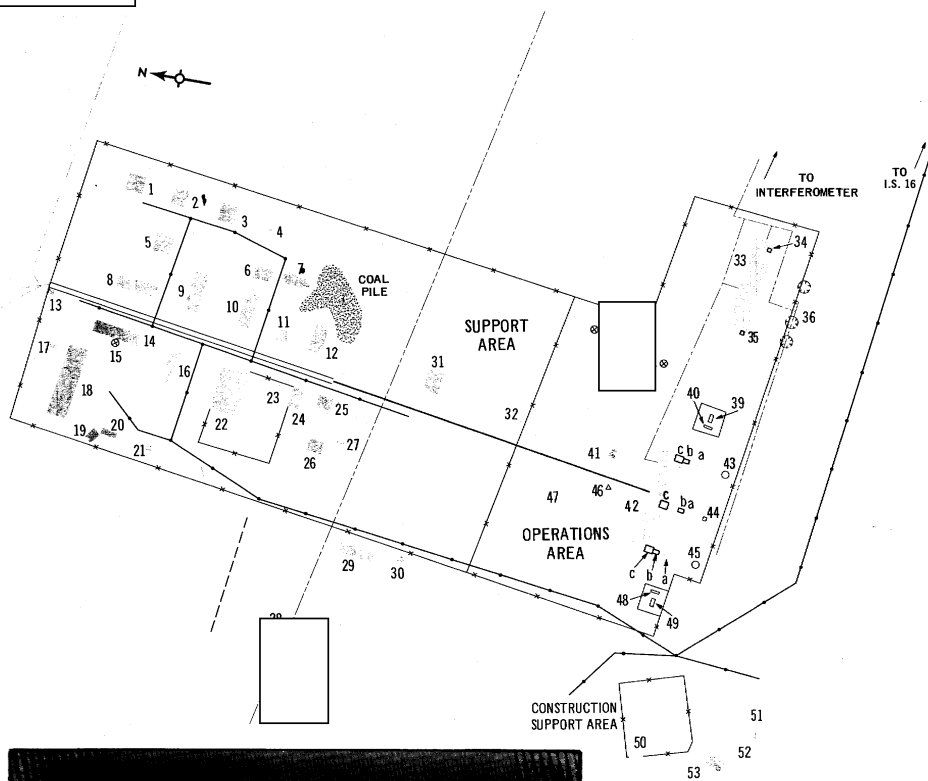 N
TO
INTERFEROMETER
TO
I.S. 16
1
2
3
4
5
6
7
8
9
10
11
12
COAL
PILE
13
14
15
16
17
18
19
20
21
22
23
24
25
26
27
SUPPORT
AREA
31
32
29
30
33
34
35
36
39
40
c b a
41
42
43
c
b a
44
45
46
47
OPERATIONS
AREA
c b a
48
49
CONSTRUCTION
SUPPORT AREA
50
51
52
53